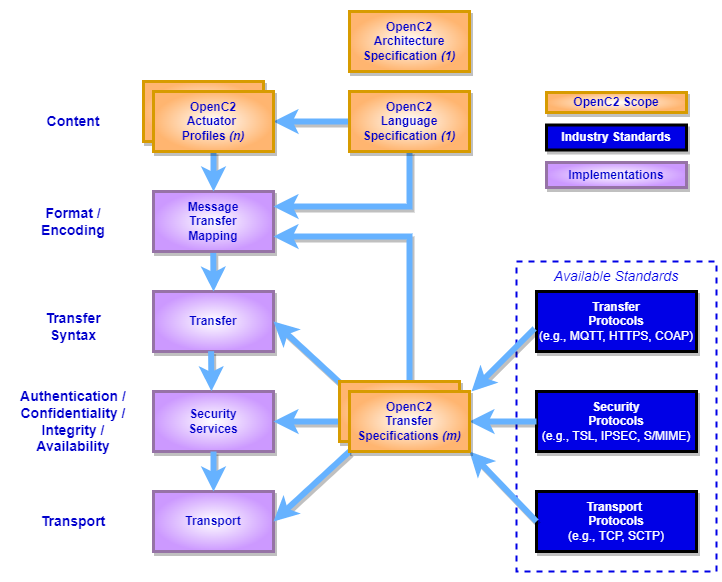 OpenC2
Architecture
Specification (1)
Content
OpenC2
Actuator
Profiles (n)
OpenC2
Language
Specification (1)
OpenC2 Scope
Industry Standards
Implementations
Format /
Encoding
Message
Transfer
Mapping
Available Standards
Transfer
Syntax
Transfer
Transfer
Protocols
(e.g., MQTT, HTTPS, COAP)
Authentication /
Confidentiality /
Integrity /
Availability
Security
Services
OpenC2
Transfer
Specifications (m)
Security
Protocols
(e.g., TSL, IPSEC, S/MIME)
Transport
Transport
Transport
Protocols
(e.g., TCP, SCTP)